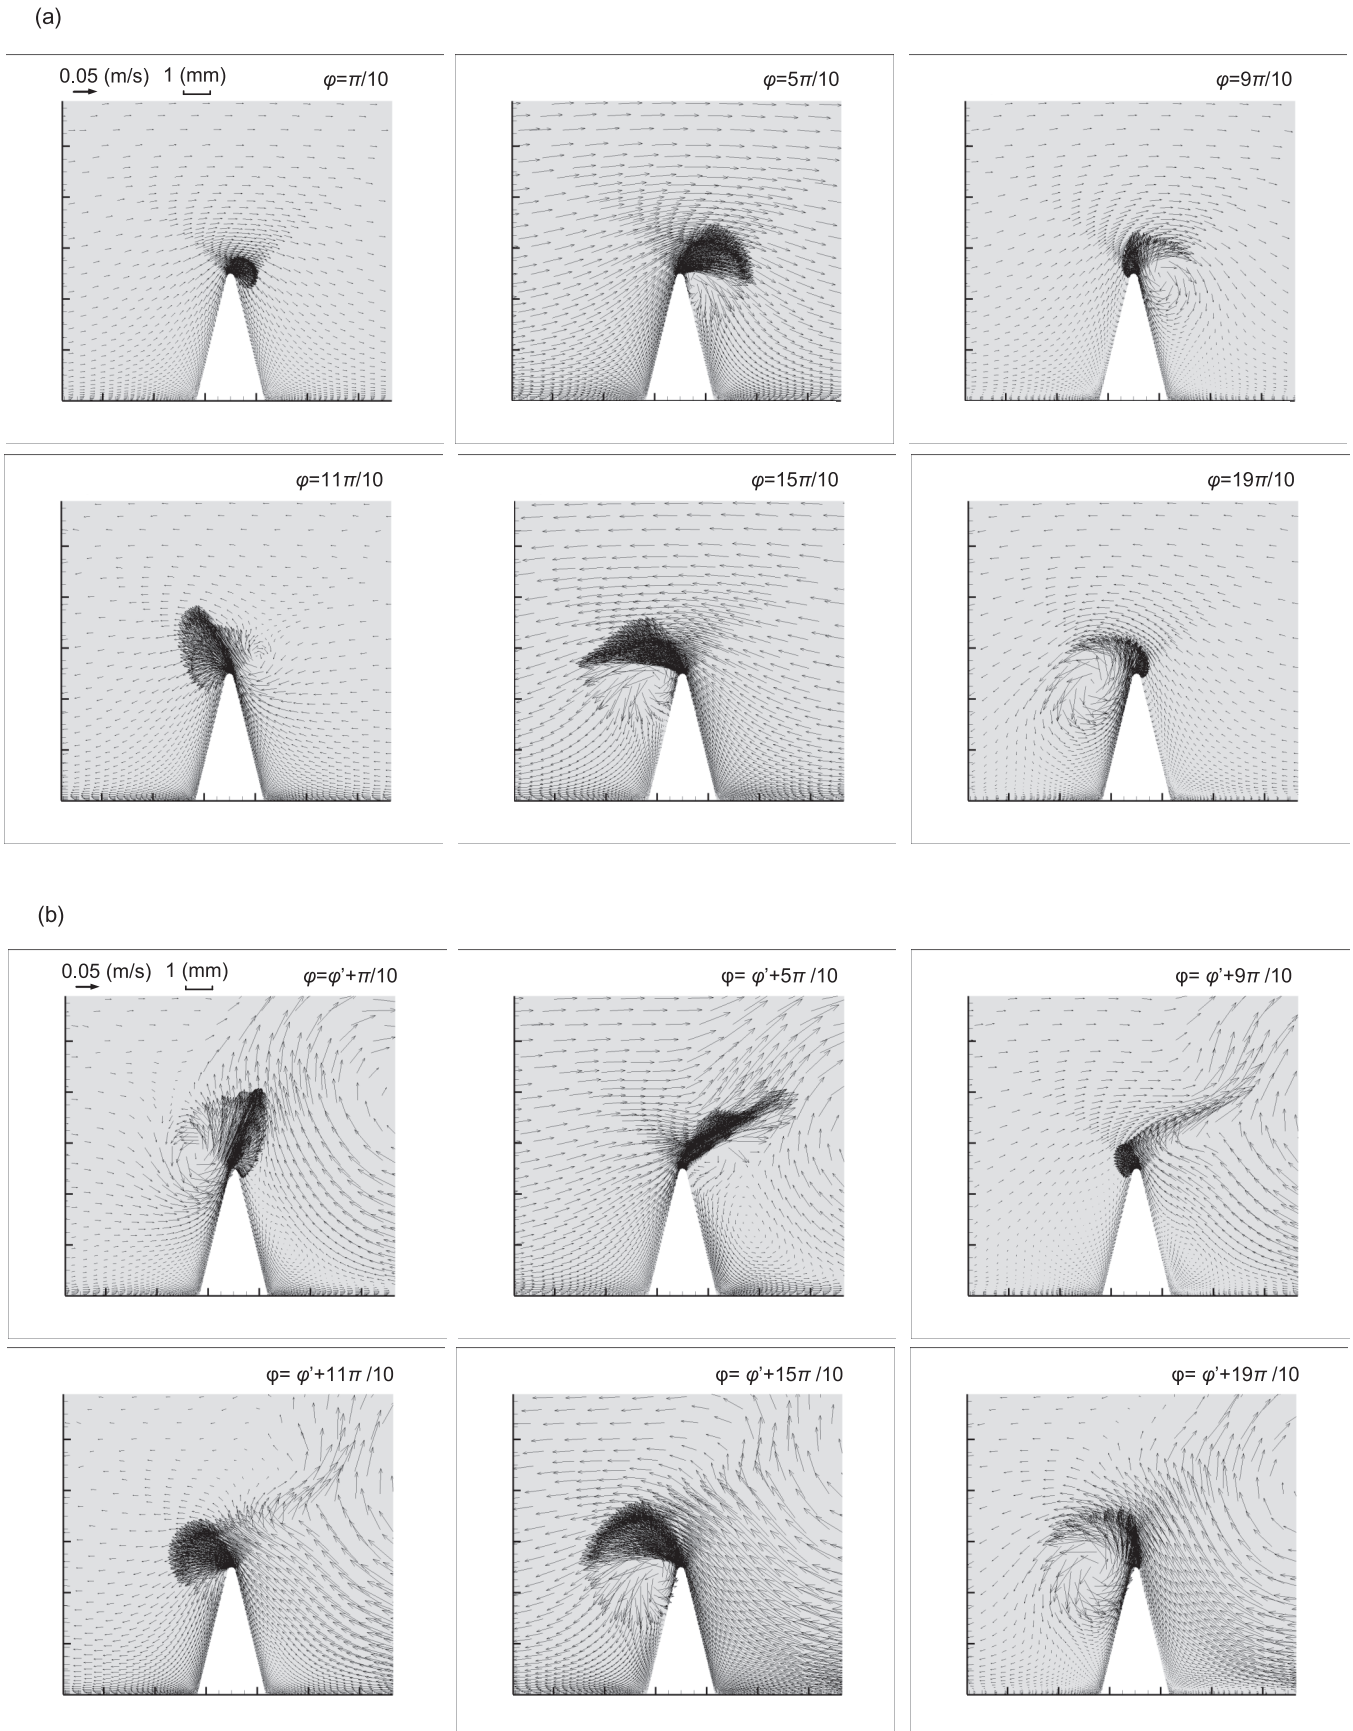 (a)
0.05 (m/s) 1 (mm) φ=π/10
φ=5π/10
φ=9π/10
φ=11π/10
φ=15π/10
φ=19π/10
(b)
0.05 (m/s) 1 (mm) φ=φ'+π/10
φ= φ'+5π /10
φ= φ'+9π /10
φ= φ'+11π /10
φ= φ'+15π /10
φ= φ'+19π /10